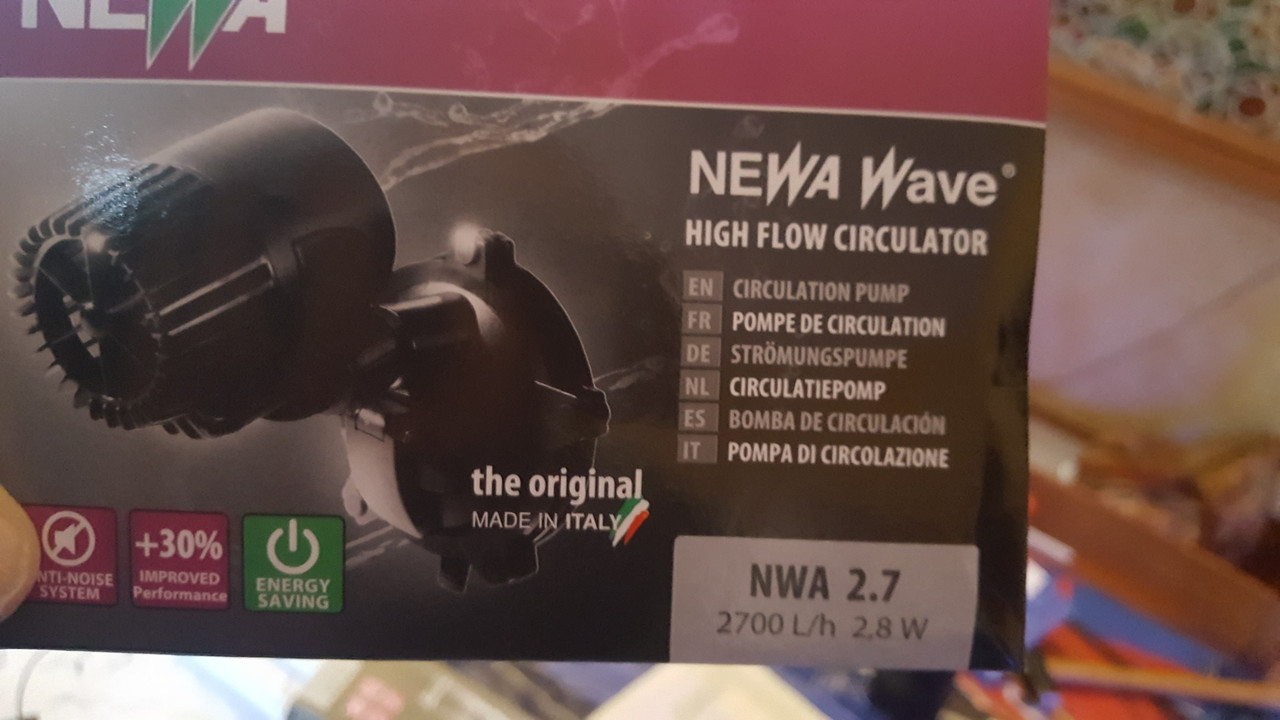 NEWA
NEWA Wave®
HIGH FLOW CIRCULATOR
EN CIRCULATION PUMP
FR POMPE DE CIRCULATION
DE STRÖMUNGSPUMPE
NL CIRCULATIEPOMP
ES BOMBA DE CIRCULACIÓN
IT POMPA DI CIRCOLAZIONE
the original
MADE IN ITALY
NTI-NOISE
SYSTEM
+30%
IMPROVED
Performance
ENERGY
SAVING
NWA 2.7
2700 L/h 2,8 W